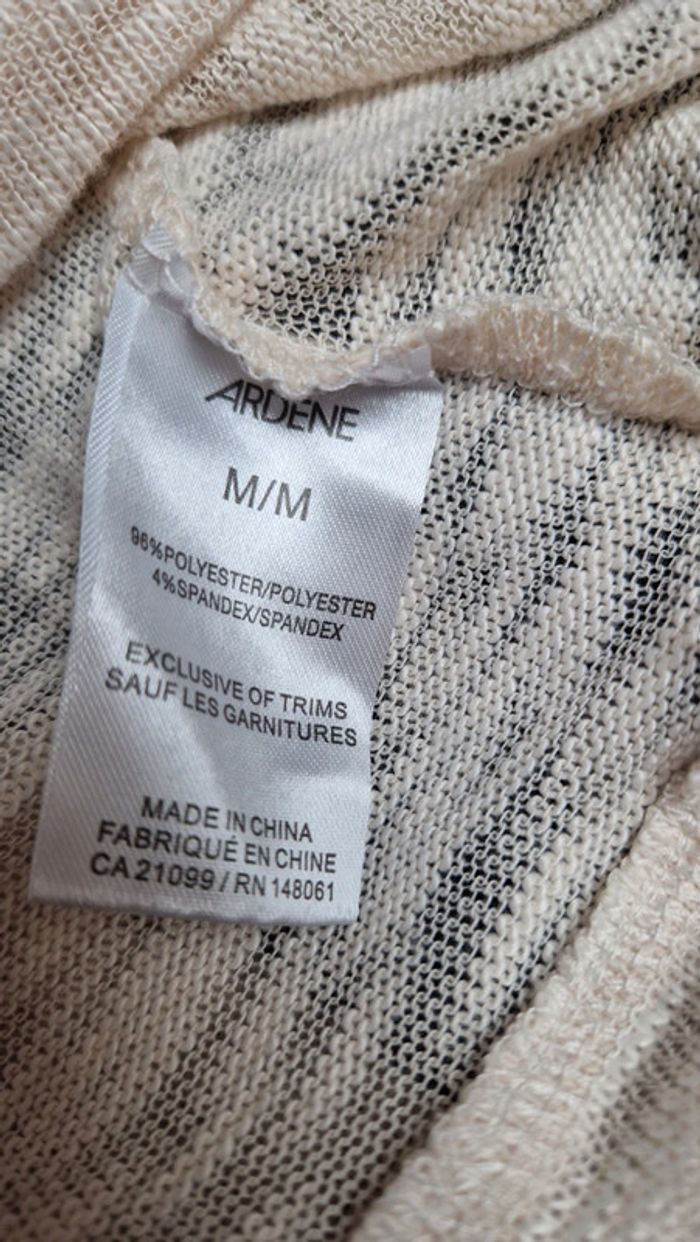 ARDENE
M/M
96%POLYESTER/POLYESTER
4%SPANDEX/SPANDEX
EXCLUSIVE OF TRIMS
SAUF LES GARNITURES
MADE IN CHINA
FABRIQUÉ EN CHINE
CA 21099 / RN 148061